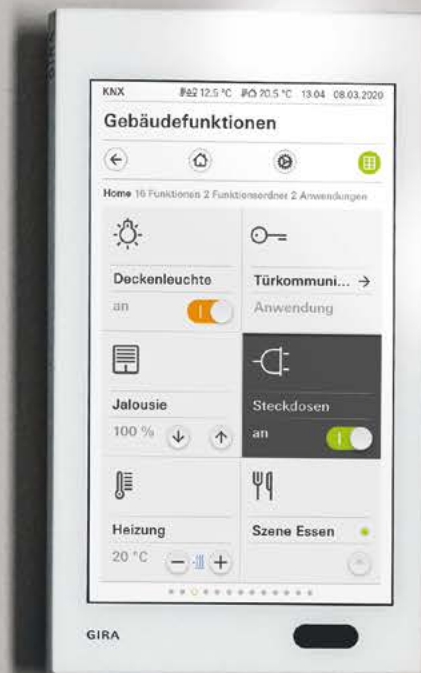 GIRA
KNX 12.5 °C 20.5 °C 13:04 08.03.2020
Gebäudefunktionen
Home 16 Funktionen 2 Funktionsordner 2 Anwendungen
Deckenleuchte
an
Türkommuni... →
Anwendung
Jalousie
100 %
Steckdosen
an
Heizung
20 °C
Szene Essen
GIRA